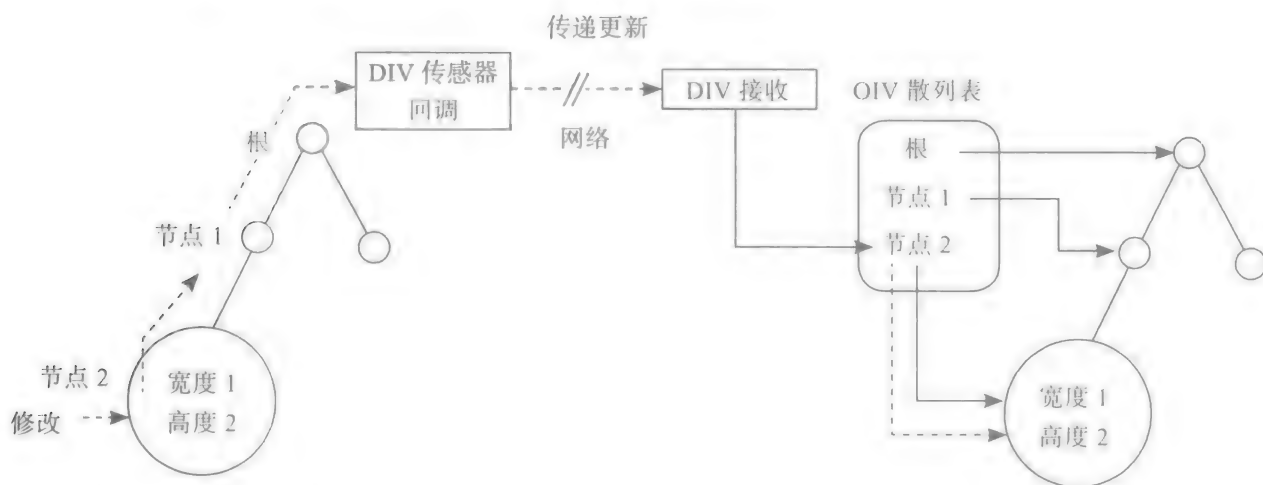 传递更新
DIV 传感器
回调
DIV 接收
OIV 散列表
网络
根
根
节点 1
节点 1
节点 2
节点 2
宽度 1
高度 2
修改
宽度 1
高度 2